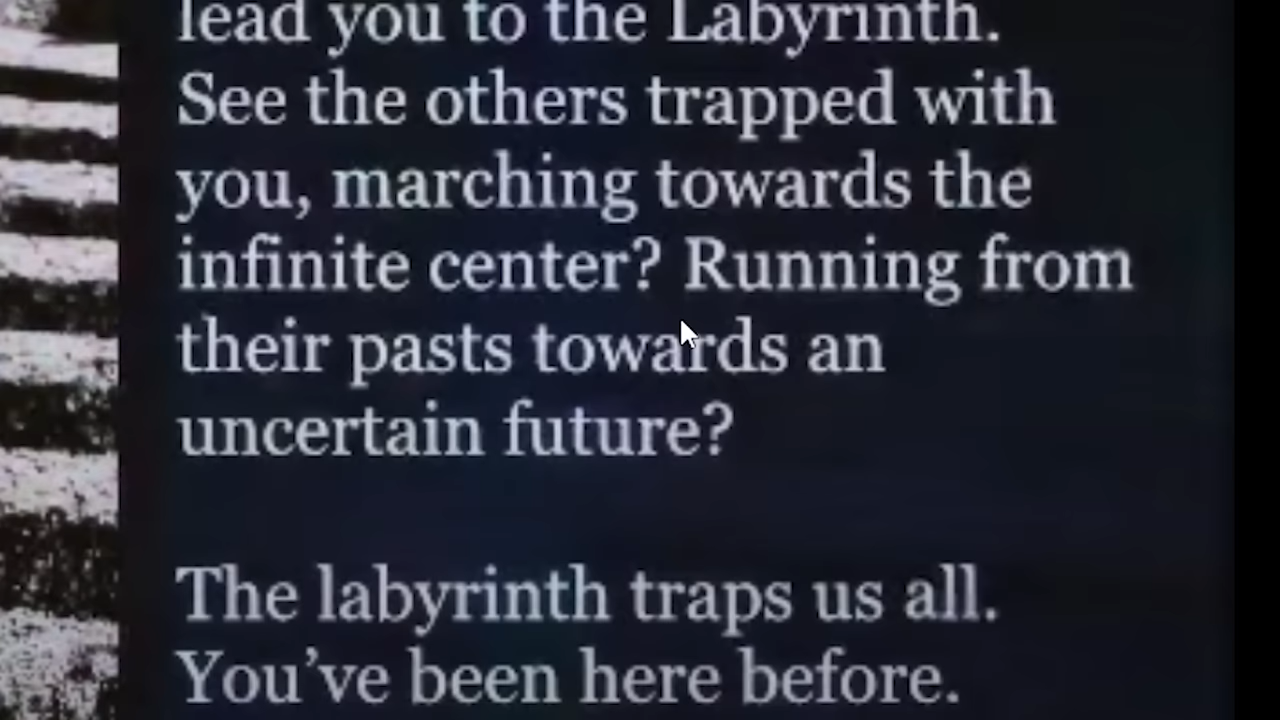 lead you to the Labyrinth.
See the others trapped with
you, marching towards the
infinite center? Running from
their pasts towards an
uncertain future?
The labyrinth traps us all.
You’ve been here before.